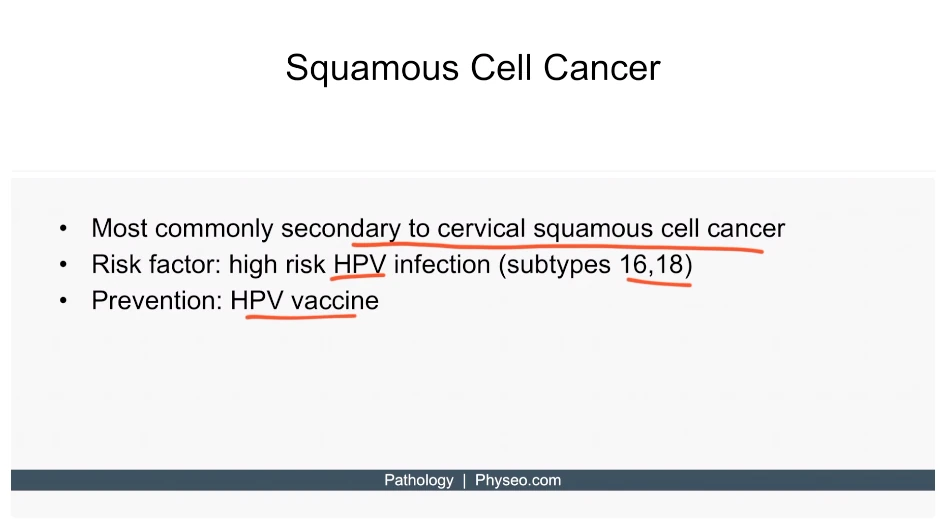 Squamous Cell Cancer
• Most commonly secondary to cervical squamous cell cancer
• Risk factor: high risk HPV infection (subtypes 16,18)
• Prevention: HPV vaccine
Pathology | Physeo.com